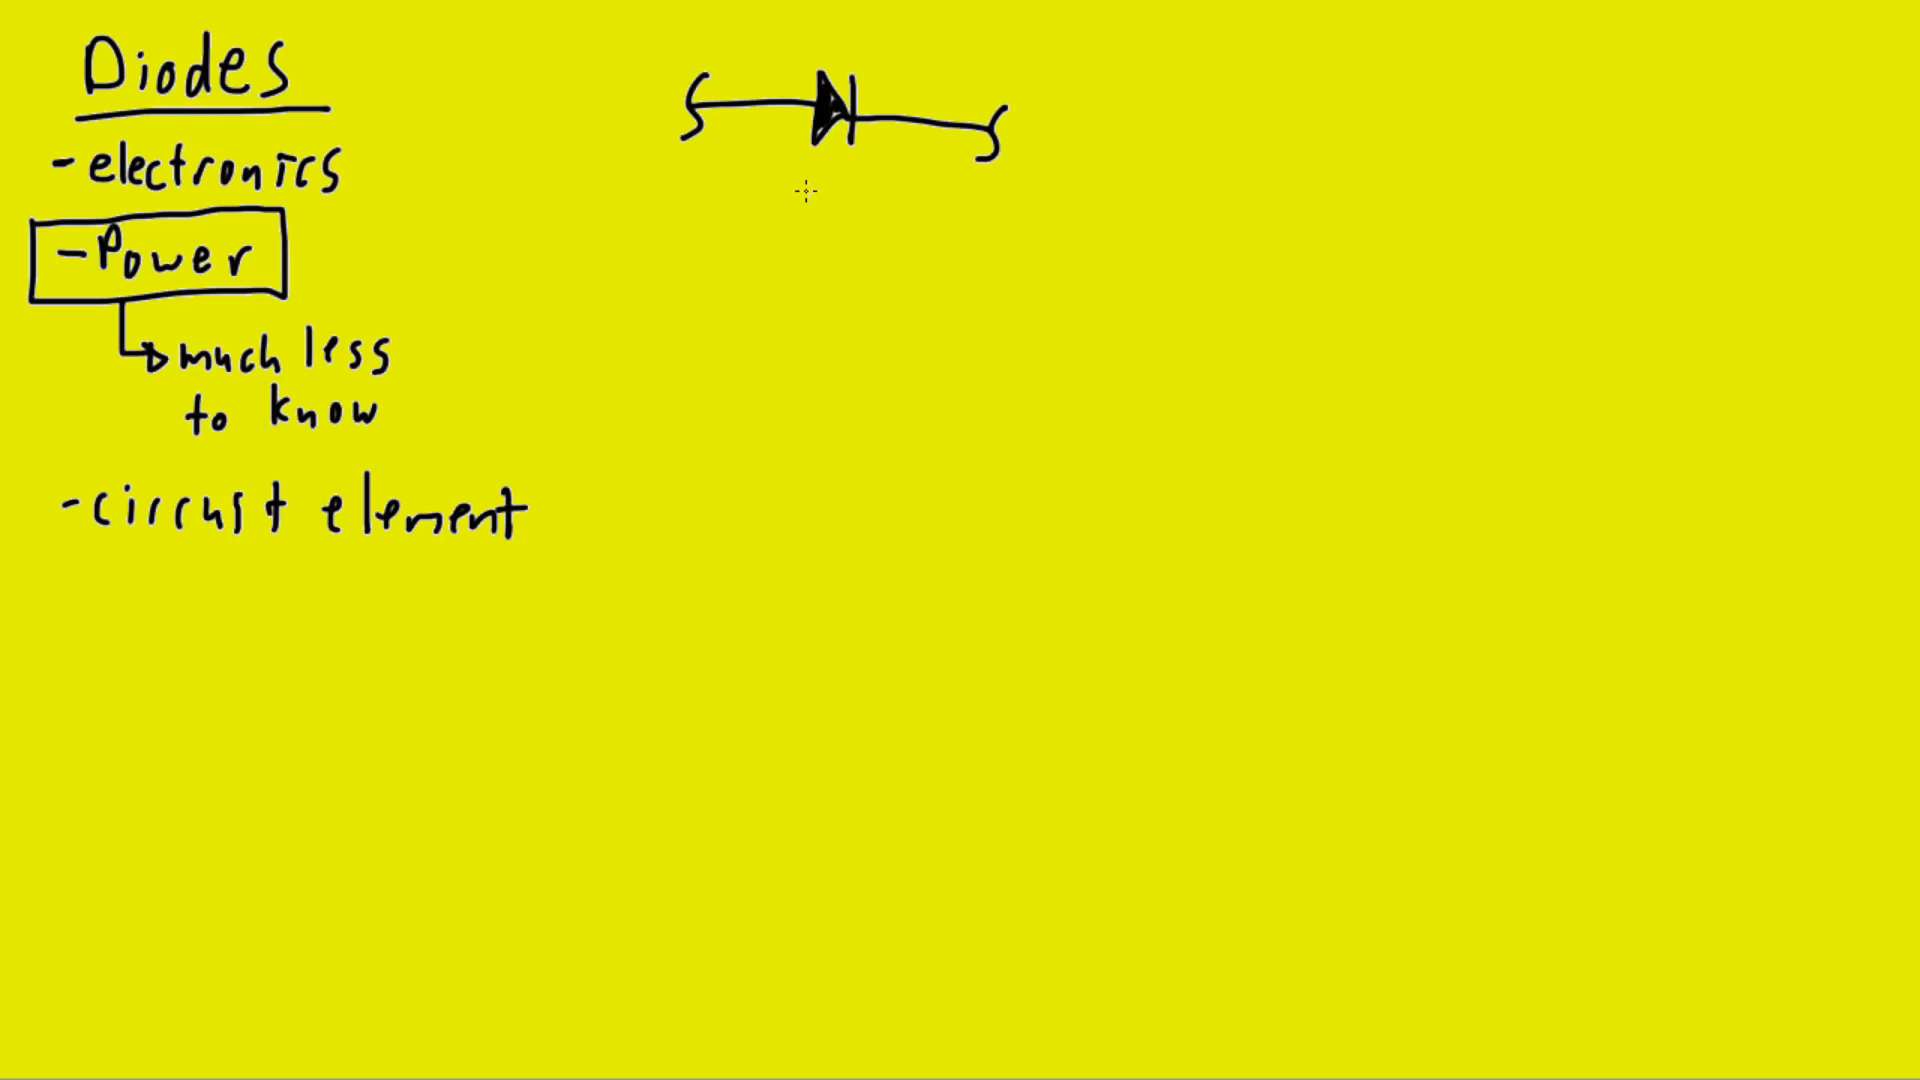 Diodes
- electronics
- Power
much less
to know
- circuit element